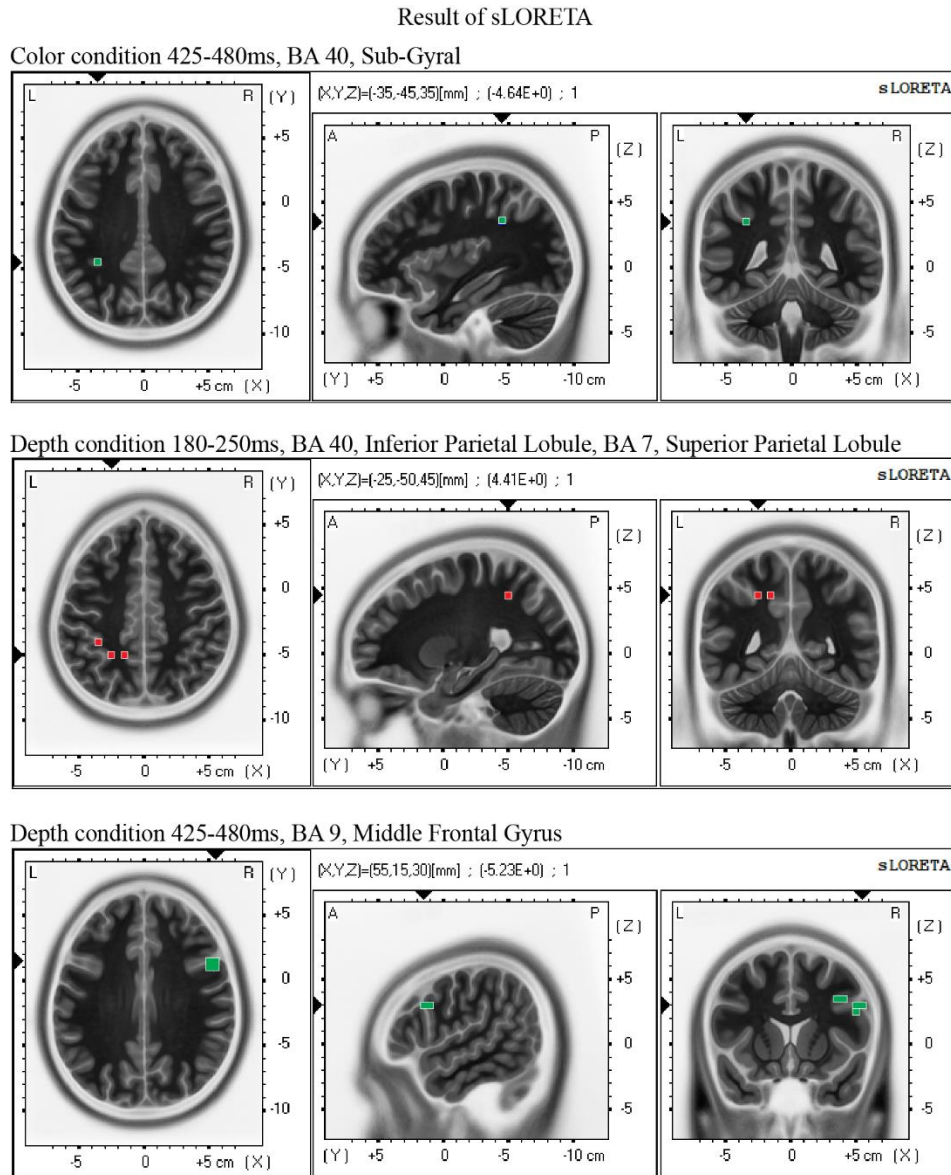 Result of sLORETA
Color condition 425-480ms, BA 40, Sub-Gyral
L R (Y) (X,Y,Z)=(-35,-45,35)[mm] ; (-4.64E+0) ; 1 sLORETA
A P (Z) L R (Z)
+5 0 -5 -10
+5 0 -5
+5 0 -5
-5 0 +5 cm (X) (Y) +5 0 -5 -10 cm -5 0 +5 cm (X)
Depth condition 180-250ms, BA 40, Inferior Parietal Lobule, BA 7, Superior Parietal Lobule
L R (Y) (X,Y,Z)=(-25,-50,45)[mm] ; (4.41E+0) ; 1 sLORETA
A P (Z) L R (Z)
+5 0 -5 -10
+5 0 -5
+5 0 -5
-5 0 +5 cm (X) (Y) +5 0 -5 -10 cm -5 0 +5 cm (X)
Depth condition 425-480ms, BA 9, Middle Frontal Gyrus
L R (Y) (X,Y,Z)=(55,15,30)[mm] ; (-5.23E+0) ; 1 sLORETA
A P (Z) L R (Z)
+5 0 -5 -10
+5 0 -5
+5 0 -5
-5 0 +5 cm (X) (Y) +5 0 -5 -10 cm -5 0 +5 cm (X)